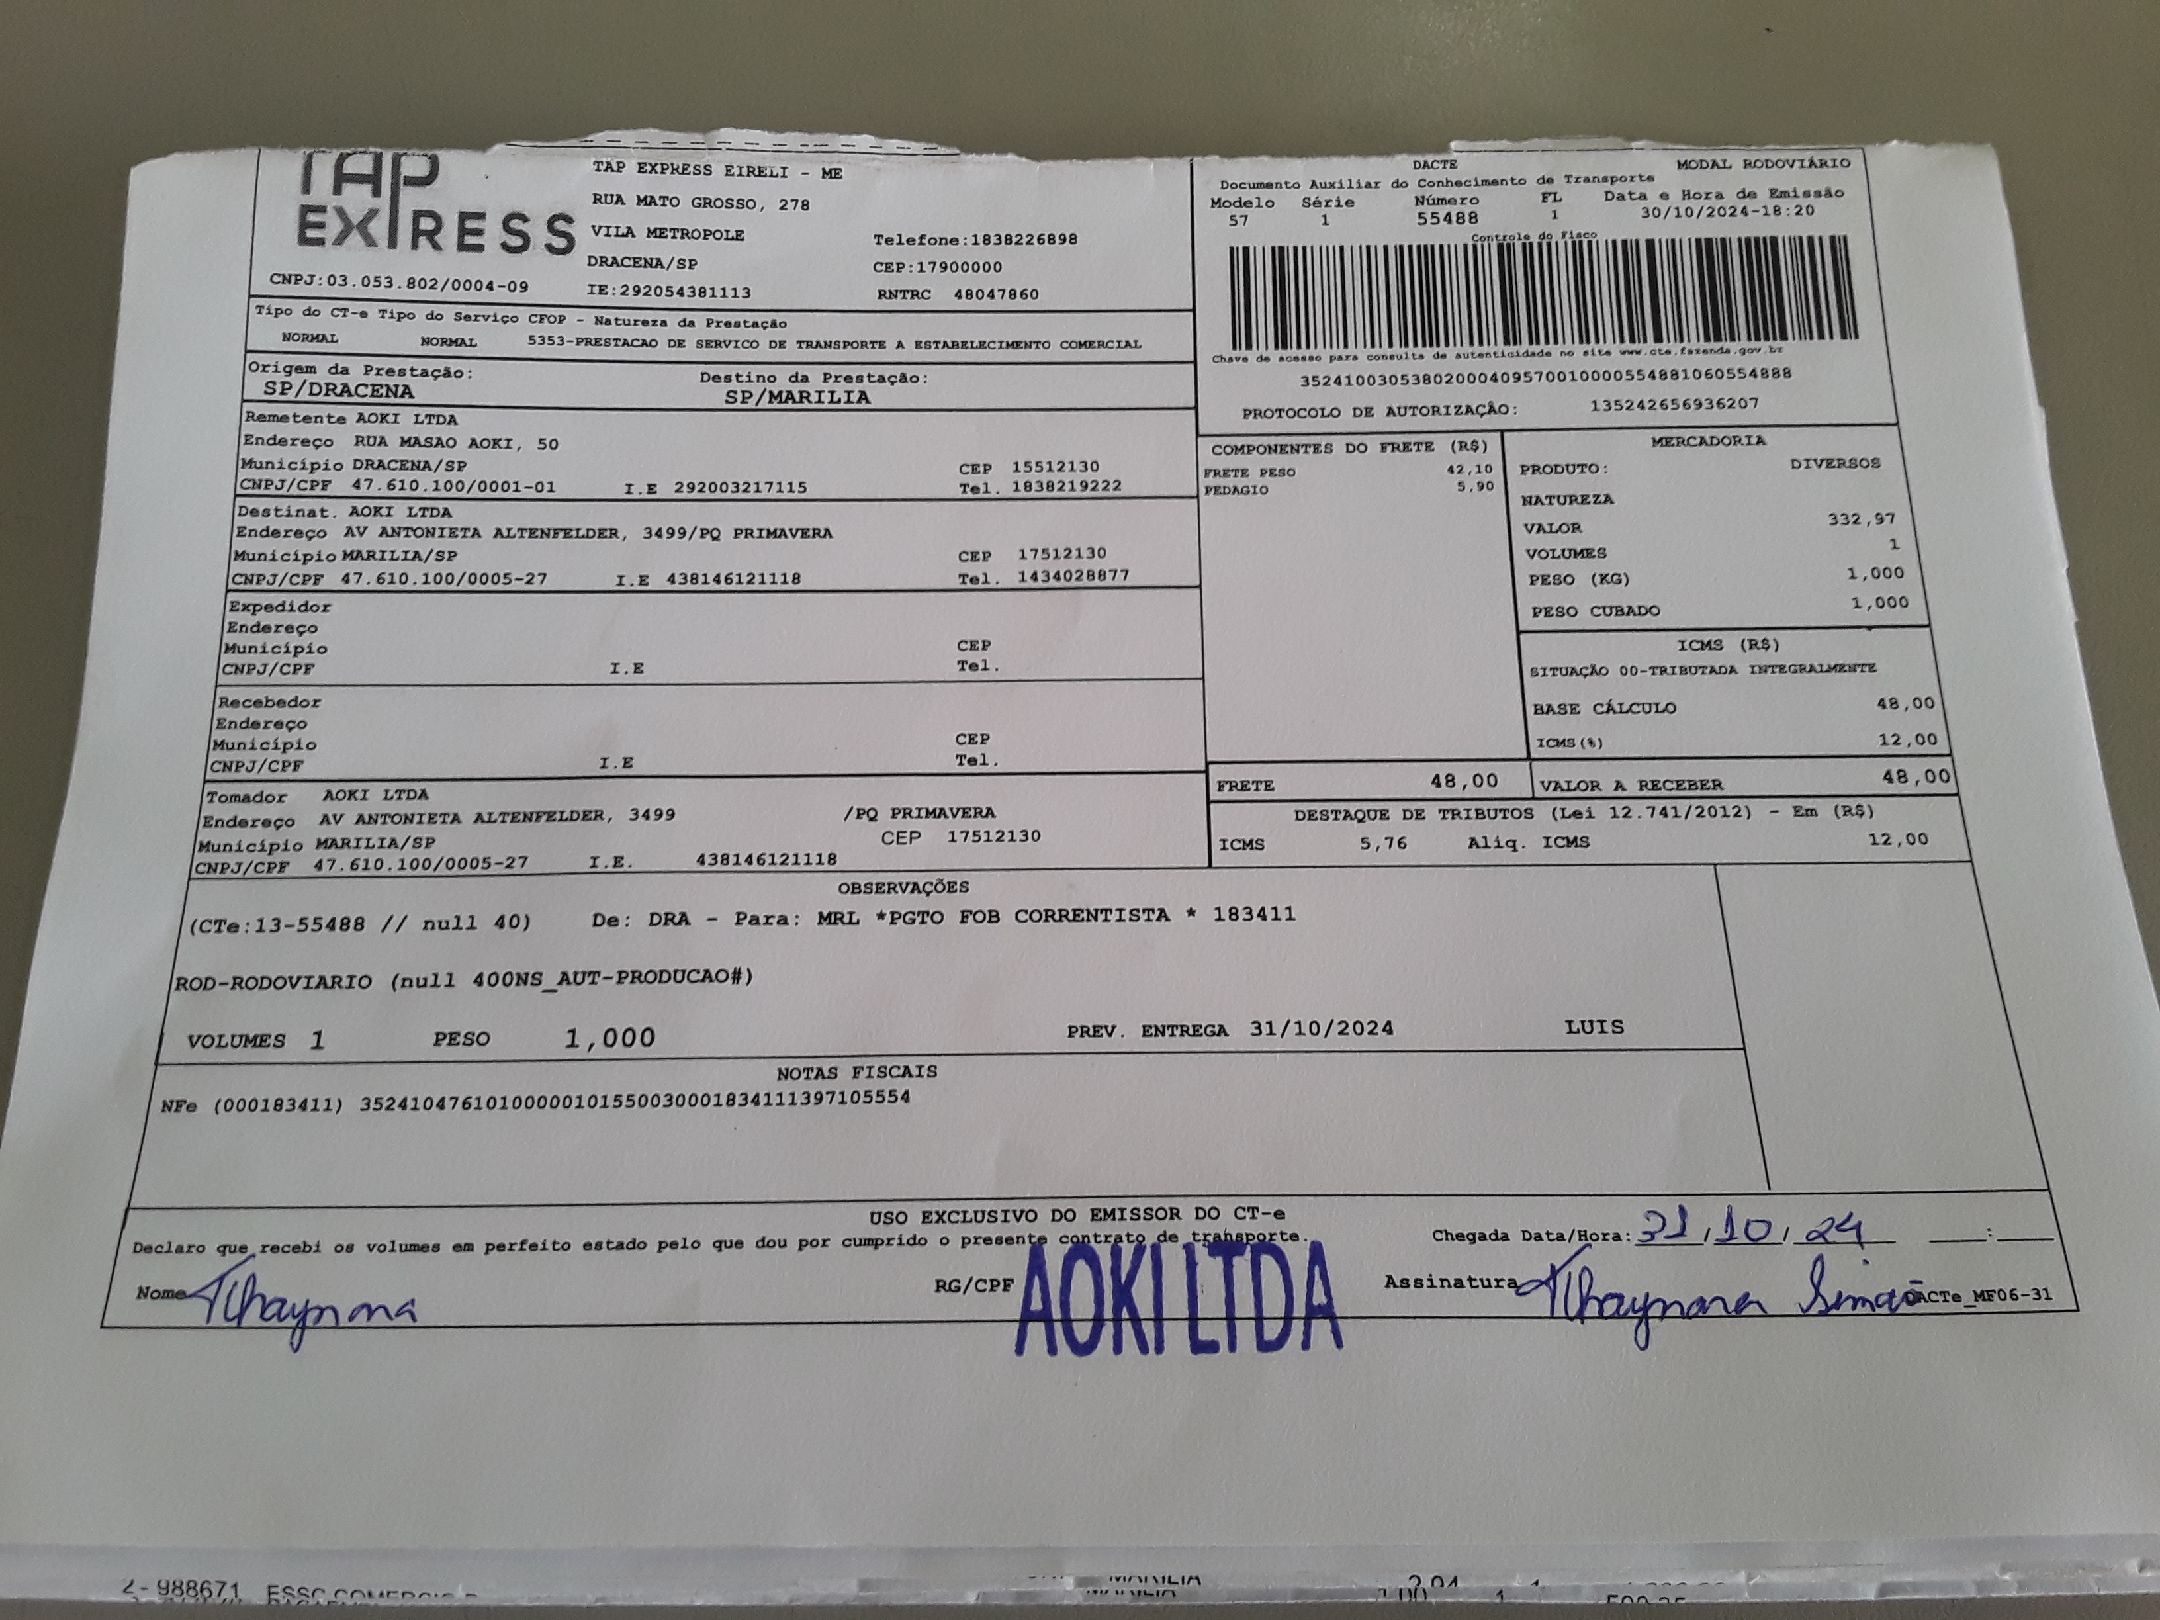 TAP
EXPRESS
CNPJ:03.053.802/0004-09
TAP EXPRESS EIRELI - ME
RUA MATO GROSSO, 278
VILA METROPOLE
Telefone:1838226898
DRACENA/SP
CEP:17900000
IE:292054381113
RNTRC 48047860
DACTE
MODAL RODOVIÁRIO
Documento Auxiliar do Conhecimento de Transporte
Modelo Série Número FL Data e Hora de Emissão
57 1 55488 1 30/10/2024-18:20
Controle do Fisco
Chave de acesso para consulta de autenticidade no site www.cte.fazenda.gov.br
35241003053802000409570010000554881060554888
PROTOCOLO DE AUTORIZAÇÂO: 135242656936207
Tipo do CT-e Tipo do Serviço CFOP - Natureza da Prestação
NORMAL NORMAL 5353-PRESTACAO DE SERVICO DE TRANSPORTE A ESTABELECIMENTO COMERCIAL
Origem da Prestação: Destino da Prestação:
SP/DRACENA SP/MARILIA
Remetente AOKI LTDA
Endereço RUA MASAO AOKI, 50
Município DRACENA/SP CEP 15512130
CNPJ/CPF 47.610.100/0001-01 I.E 292003217115 Tel. 1838219222
Destinat. AOKI LTDA
Endereço AV ANTONIETA ALTENFELDER, 3499/PQ PRIMAVERA
Município MARILIA/SP CEP 17512130
CNPJ/CPF 47.610.100/0005-27 I.E 438146121118 Tel. 1434028877
Expedidor
Endereço
Município CEP
CNPJ/CPF I.E Tel.
Recebedor
Endereço
Município CEP
CNPJ/CPF I.E Tel.
Tomador AOKI LTDA
Endereço AV ANTONIETA ALTENFELDER, 3499 /PQ PRIMAVERA
Município MARILIA/SP CEP 17512130
CNPJ/CPF 47.610.100/0005-27 I.E. 438146121118
COMPONENTES DO FRETE (R$)
FRETE PESO 42,10
PEDAGIO 5,90
MERCADORIA
PRODUTO: DIVERSOS
NATUREZA
VALOR 332,97
VOLUMES 1
PESO (KG) 1,000
PESO CUBADO 1,000
ICMS (R$)
SITUAÇÃO 00-TRIBUTADA INTEGRALMENTE
BASE CÁLCULO 48,00
ICMS(%) 12,00
FRETE 48,00 VALOR A RECEBER 48,00
DESTAQUE DE TRIBUTOS (Lei 12.741/2012) - Em (R$)
ICMS 5,76 Aliq. ICMS 12,00
OBSERVAÇÕES
(CTe:13-55488 // null 40) De: DRA - Para: MRL *PGTO FOB CORRENTISTA * 183411
ROD-RODOVIARIO (null 400NS_AUT-PRODUCAO#)
VOLUMES 1 PESO 1,000 PREV. ENTREGA 31/10/2024 LUIS
NOTAS FISCAIS
NFe (000183411) 35241047610100000101550030001834111397105554
USO EXCLUSIVO DO EMISSOR DO CT-e
Declaro que recebi os volumes em perfeito estado pelo que dou por cumprido o presente contrato de transporte.
Chegada Data/Hora: 31/10/24 __:__
Nome Thaynara RG/CPF AOKI LTDA Assinatura Thaynara Simão DACTe_MF06-31
2-988671
MARILIA